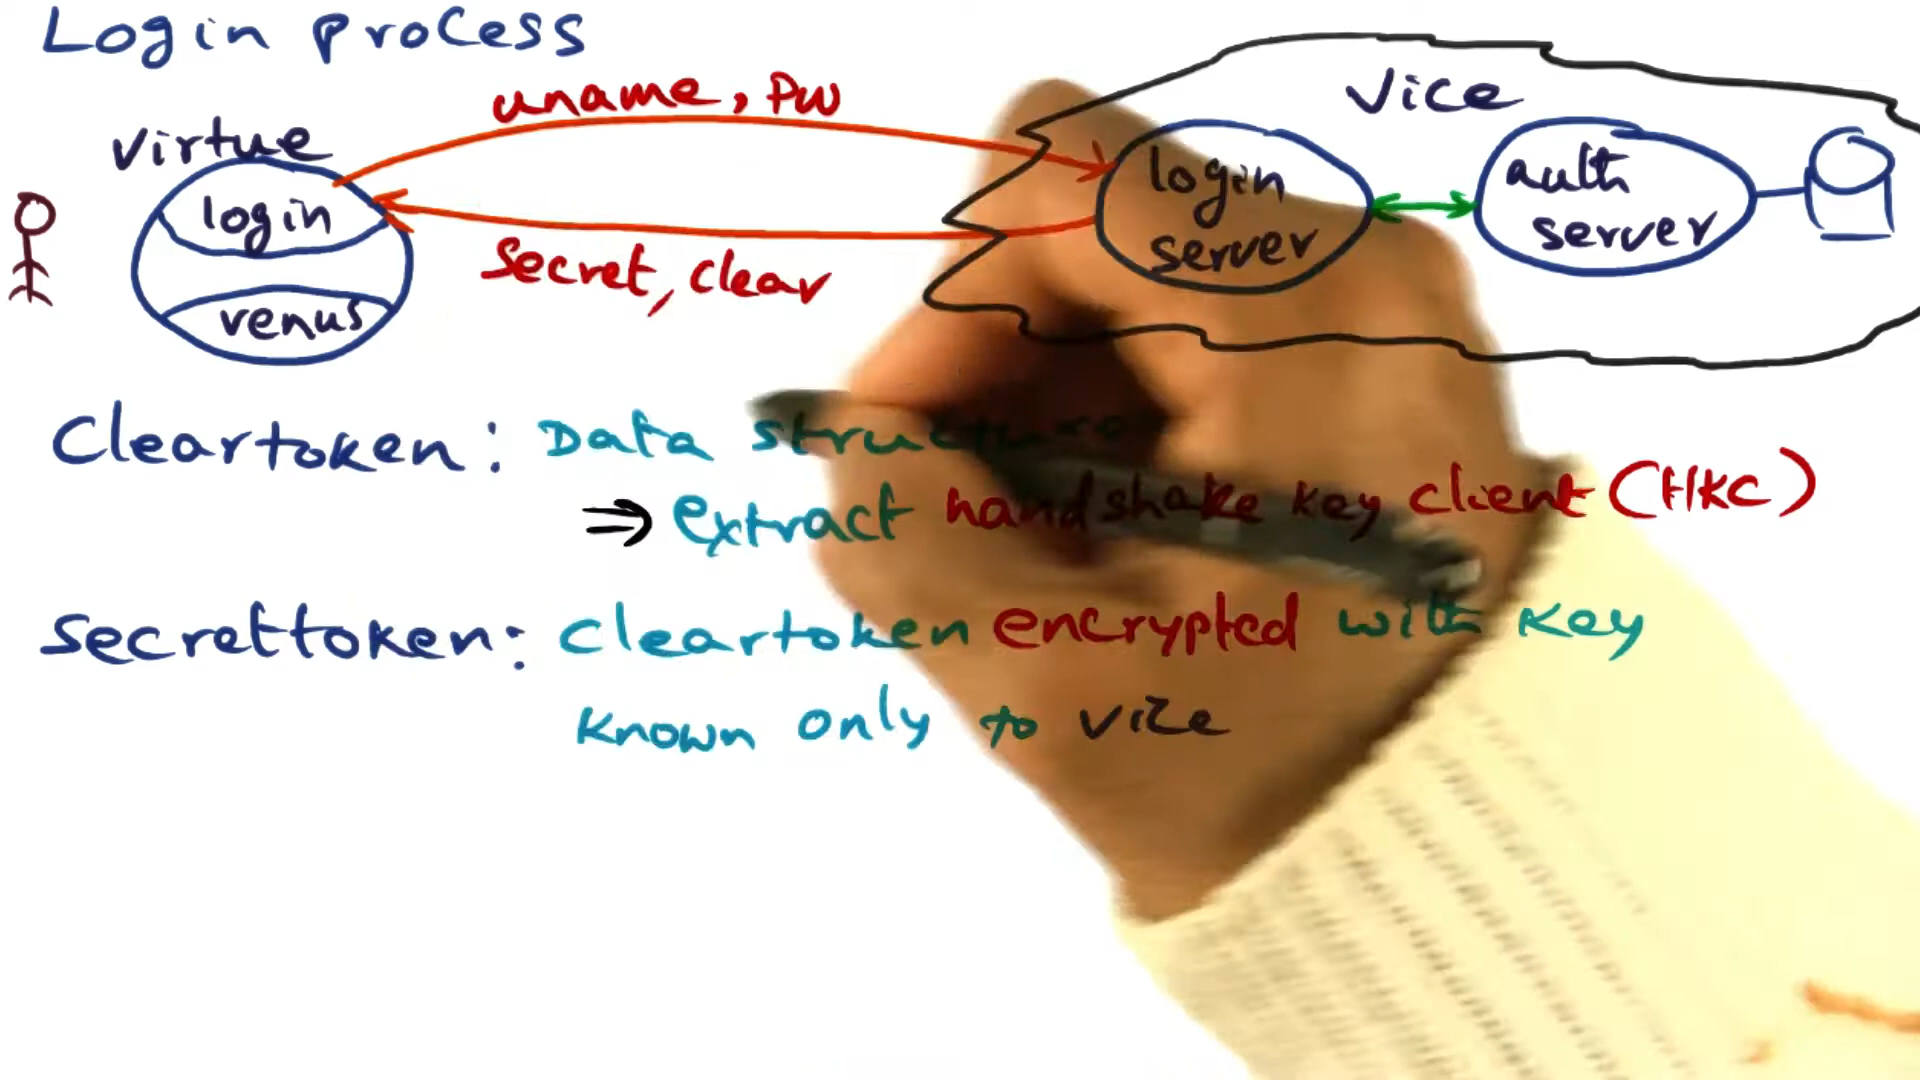 Login process
uname, pw
Vice
Virtue
login
login
server
auth
server
Secret, clear
venus
Cleartoken: Data structure
⇒ extract handshake key client (HKC)
Secrettoken: Cleartoken encrypted with key
known only to vice